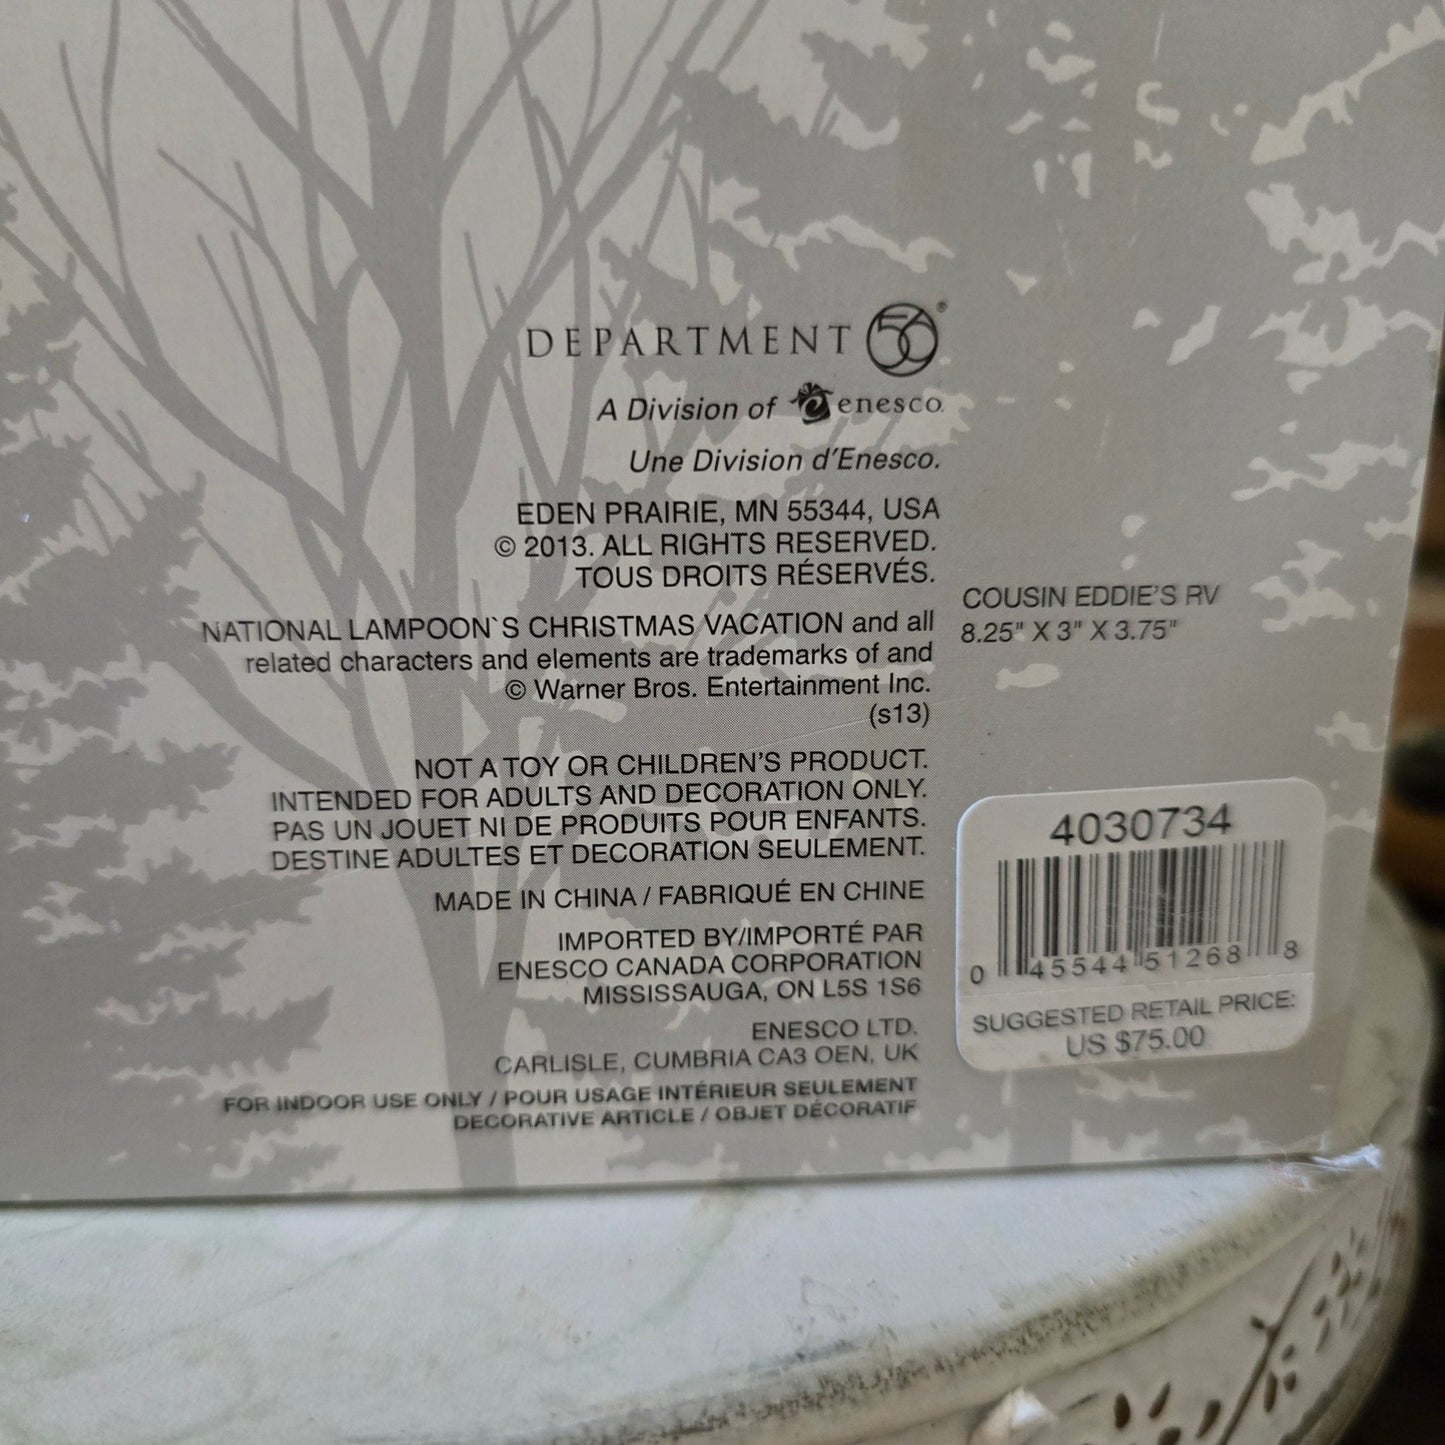 DEPARTMENT 56®
A Division of enesco.
Une Division d'Enesco.
EDEN PRAIRIE, MN 55344, USA
© 2013. ALL RIGHTS RESERVED.
TOUS DROITS RÉSERVÉS.
NATIONAL LAMPOON`S CHRISTMAS VACATION and all
related characters and elements are trademarks of and
© Warner Bros. Entertainment Inc.
(s13)
NOT A TOY OR CHILDREN'S PRODUCT.
INTENDED FOR ADULTS AND DECORATION ONLY.
PAS UN JOUET NI DE PRODUITS POUR ENFANTS.
DESTINE ADULTES ET DECORATION SEULEMENT.
MADE IN CHINA / FABRIQUÉ EN CHINE
IMPORTED BY/IMPORTÉ PAR
ENESCO CANADA CORPORATION
MISSISSAUGA, ON L5S 1S6
ENESCO LTD.
CARLISLE, CUMBRIA CA3 OEN, UK
FOR INDOOR USE ONLY / POUR USAGE INTÉRIEUR SEULEMENT
DECORATIVE ARTICLE / OBJET DÉCORATIF
COUSIN EDDIE'S RV
8.25" X 3" X 3.75"
4030734
0 45544 51268 8
SUGGESTED RETAIL PRICE:
US $75.00